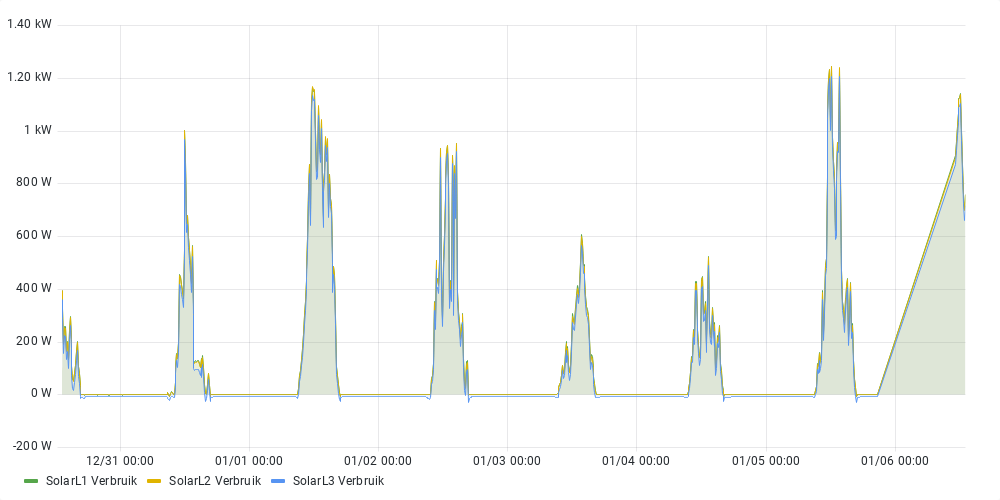 1.40 kW
1.20 kW
1 kW
800 W
600 W
400 W
200 W
0 W
-200 W
12/31 00:00 01/01 00:00 01/02 00:00 01/03 00:00 01/04 00:00 01/05 00:00 01/06 00:00
SolarL1 Verbruik SolarL2 Verbruik SolarL3 Verbruik